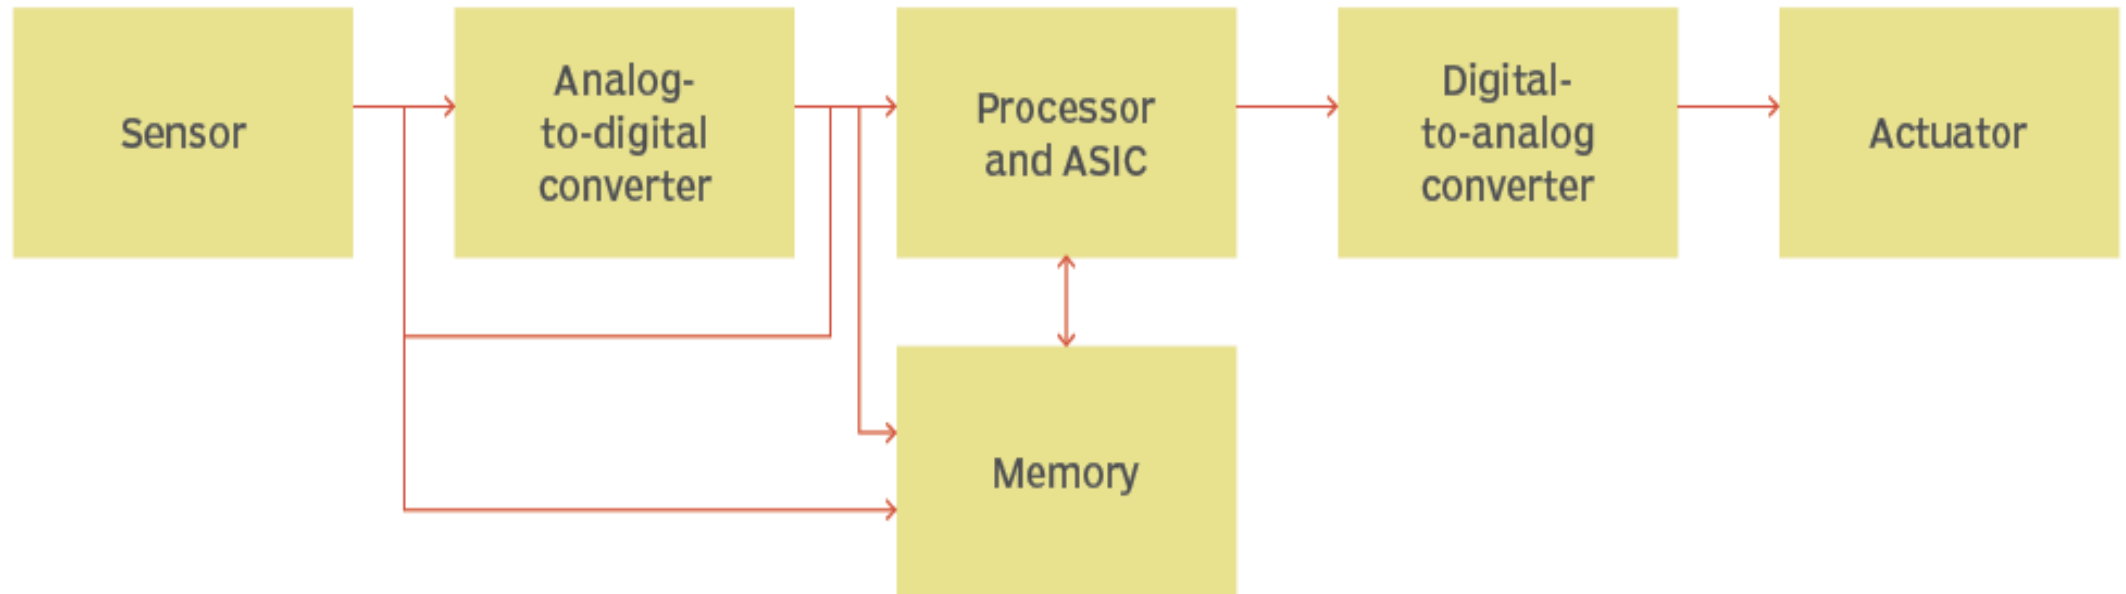 Sensor
Analog-
to-digital
converter
Processor
and ASIC
Digital-
to-analog
converter
Actuator
Memory